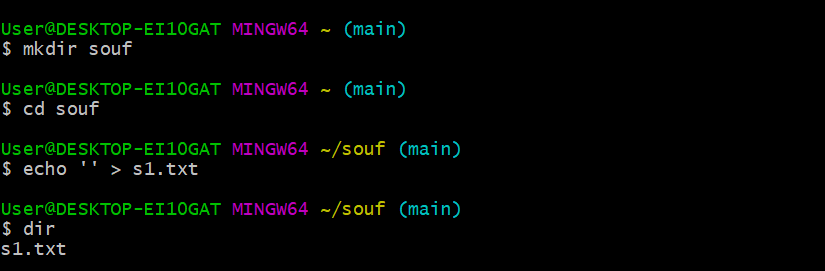 User@DESKTOP-EI10GAT MINGW64 ~ (main)
$ mkdir souf
User@DESKTOP-EI10GAT MINGW64 ~ (main)
$ cd souf
User@DESKTOP-EI10GAT MINGW64 ~/souf (main)
$ echo '' > s1.txt
User@DESKTOP-EI10GAT MINGW64 ~/souf (main)
$ dir
s1.txt